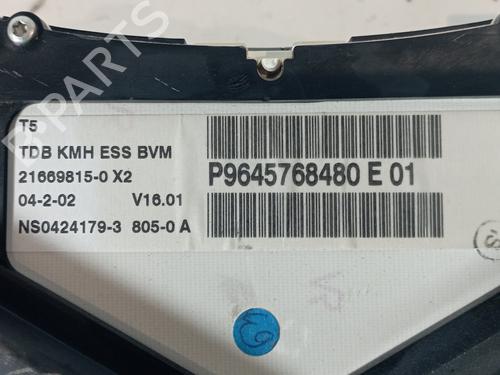 T5
TDB KMH ESS BVM
21669815-0 X2
04-2-02 V16.01
NS0424179-3 805-0 A
P9645768480 E 01
B-PARTS